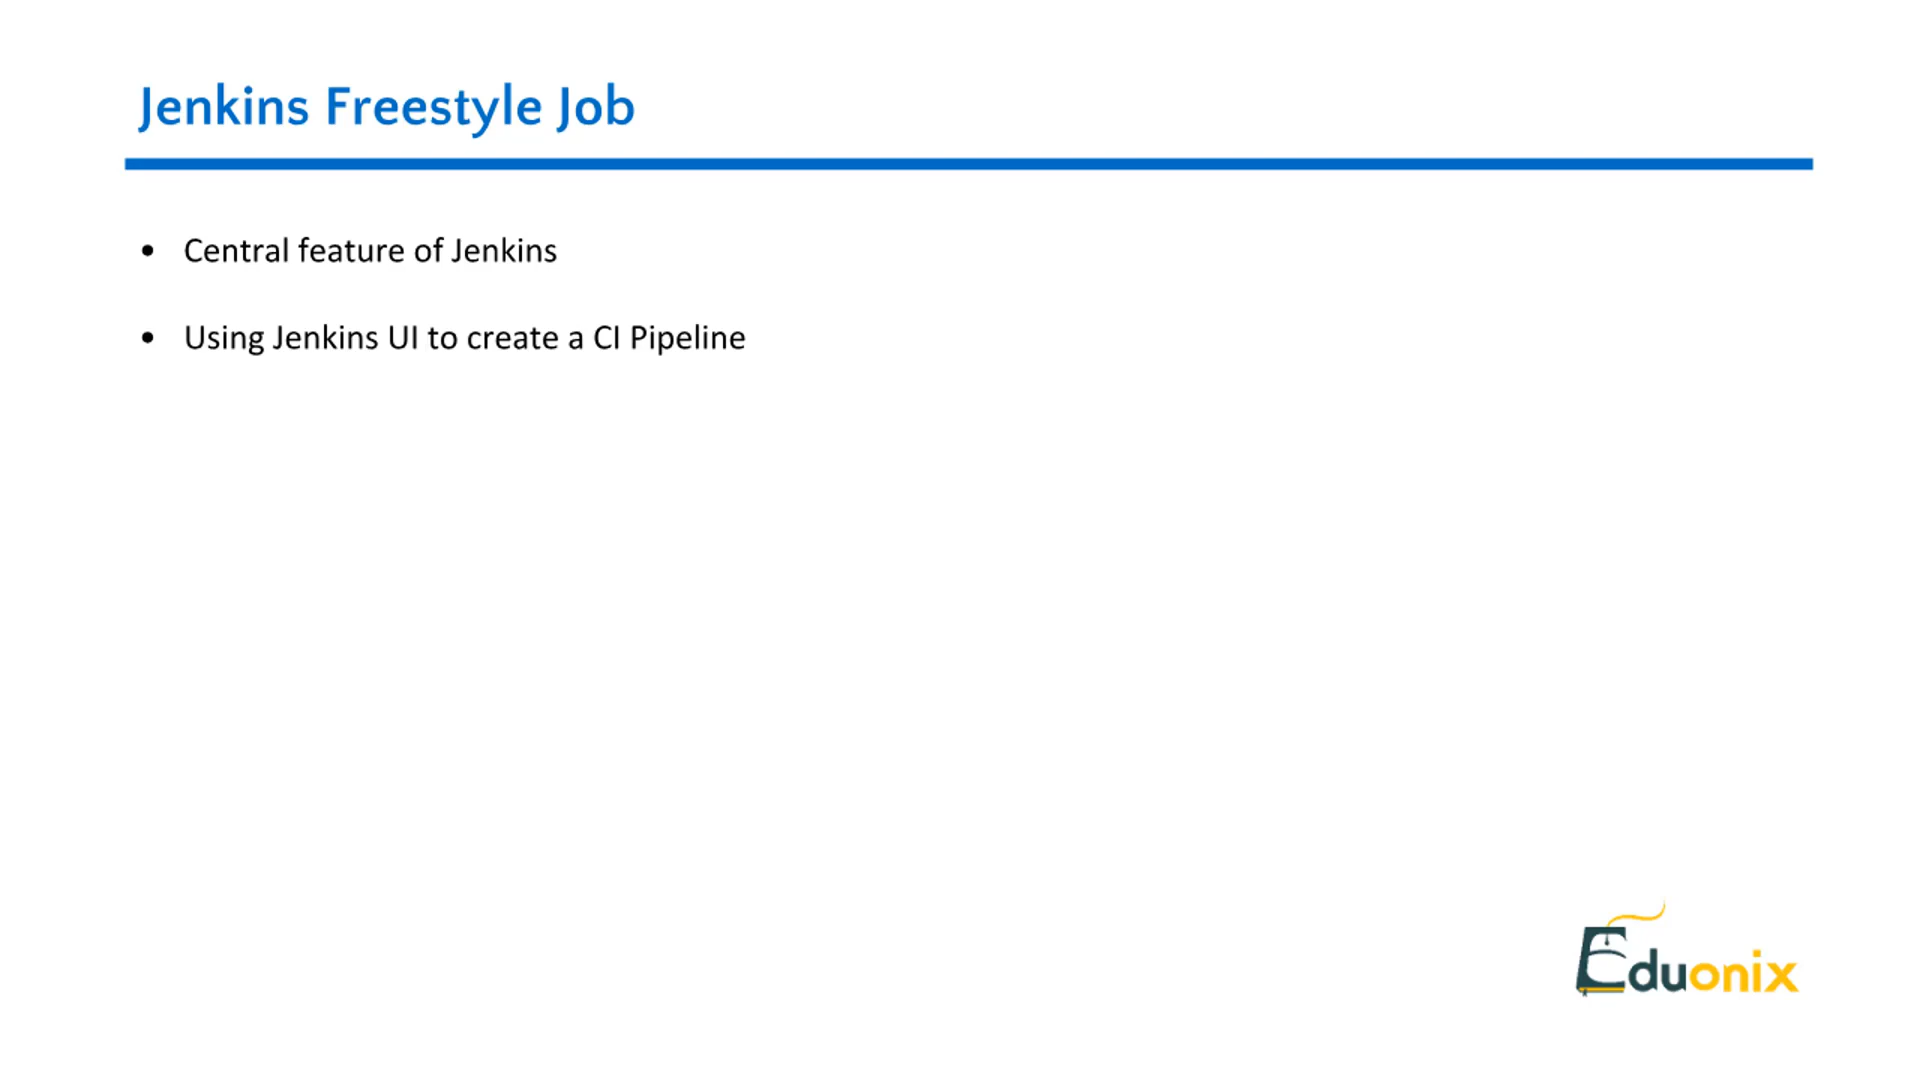 Jenkins Freestyle Job
• Central feature of Jenkins
• Using Jenkins UI to create a CI Pipeline
Eduonix